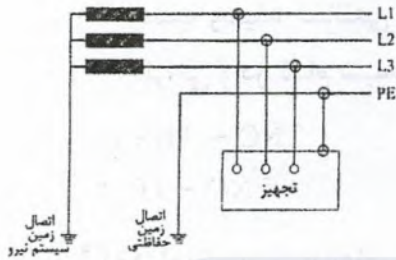 L1
L2
L3
PE
تجهیز
اتصال
زمین
سیستم نیرو
اتصال
زمین
حفاظتی